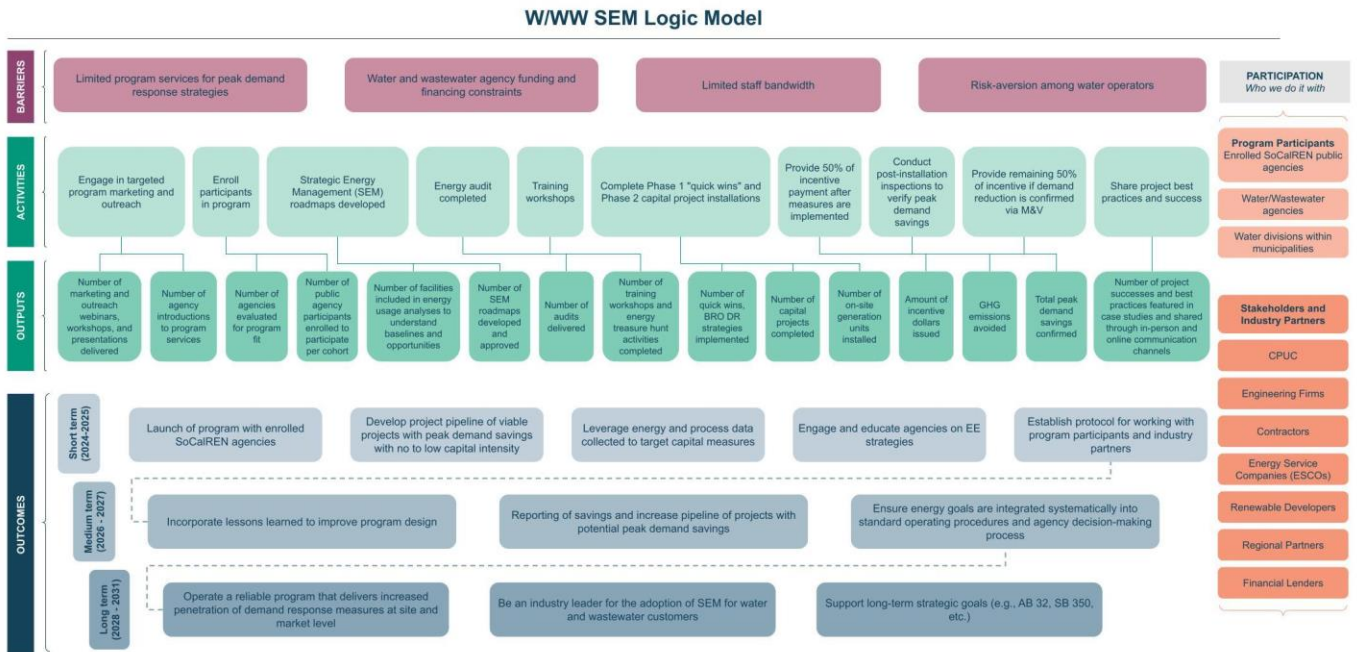 W/WW SEM Logic Model
BARRIERS
Limited program services for peak demand
response strategies
Water and wastewater agency funding and
financing constraints
Limited staff bandwidth
Risk-aversion among water operators
PARTICIPATION
Who we do it with
ACTIVITIES
Engage in targeted
program marketing and
outreach
Enroll
participants
in program
Strategic Energy
Management (SEM)
roadmaps developed
Energy audit
completed
Training
workshops
Complete Phase 1 "quick wins" and
Phase 2 capital project installations
Provide 50% of
incentive
payment after
measures are
implemented
Conduct
post-installation
inspections to
verify peak
demand
savings
Provide remaining 50%
of incentive if demand
reduction is confirmed
via M&V
Share project best
practices and success
Program Participants
Enrolled SoCalREN public
agencies
Water/Wastewater
agencies
Water divisions within
municipalities
OUTPUTS
Number of
marketing and
outreach
webinars,
workshops, and
presentations
delivered
Number of
agency
introductions to
program
services
Number of
agencies
evaluated for
program
fit
Number of
public
agency
participants
enrolled to
participate
per cohort
Number of facilities
included in energy
usage analyses to
understand
baselines and
opportunities
Number of
SEM
roadmaps
developed
and
approved
Number of
audits
delivered
Number of
training
workshops and
energy
treasure hunt
activities
completed
Number of
quick wins,
BRO DR
strategies
implemented
Number of
capital
projects
completed
Number of
on-site
generation
units
installed
Amount of
incentive
dollars
issued
GHG
emissions
avoided
Total peak
demand
savings
confirmed
Number of project
successes and best
practices featured in
case studies and shared
through in-person and
online communication
channels
Stakeholders and
Industry Partners
CPUC
Engineering Firms
Contractors
Energy Service
Companies (ESCOs)
Renewable Developers
Regional Partners
Financial Lenders
OUTCOMES
Short term
(2024-2025)
Launch of program with enrolled
SoCalREN agencies
Develop project pipeline of viable
projects with peak demand savings
with no to low capital intensity
Leverage energy and process data
collected to target capital measures
Engage and educate agencies on EE
strategies
Establish protocol for working with
program participants and industry
partners
Medium term
(2026 - 2027)
Incorporate lessons learned to improve program design
Reporting of savings and increase pipeline of projects with
potential peak demand savings
Ensure energy goals are integrated systematically into
standard operating procedures and agency decision-making
process
Long term
(2028 - 2031)
Operate a reliable program that delivers increased
penetration of demand response measures at site and
market level
Be an industry leader for the adoption of SEM for water
and wastewater customers
Support long-term strategic goals (e.g., AB 32, SB 350,
etc.)